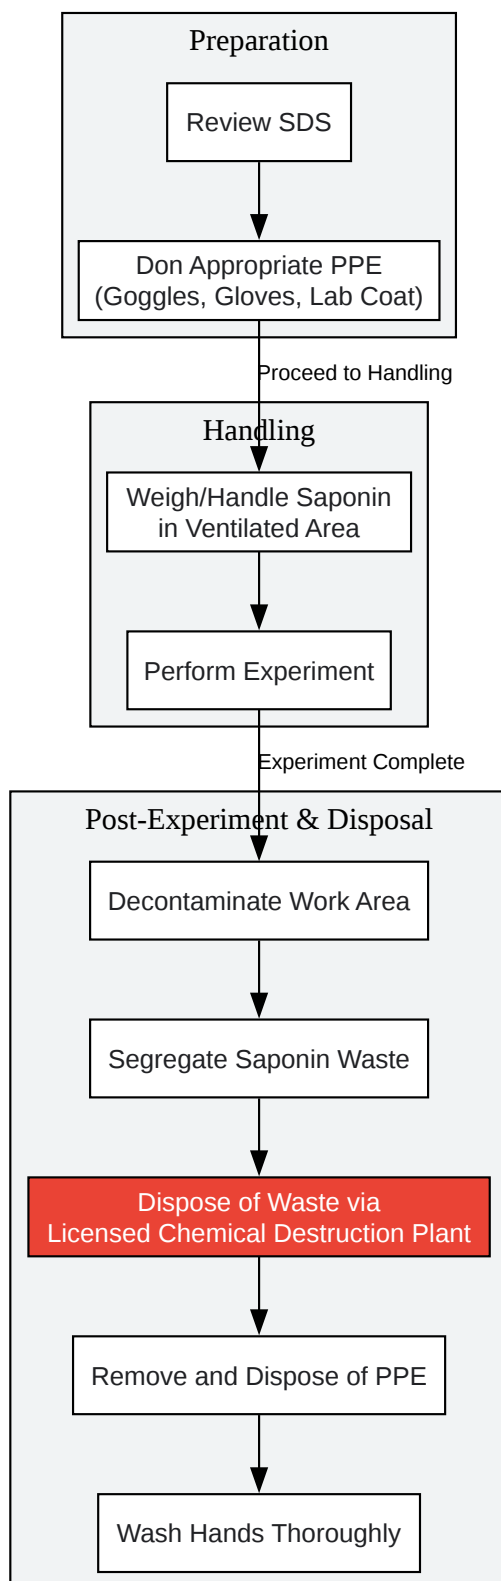 Preparation
Review SDS
Don Appropriate PPE
(Goggles, Gloves, Lab Coat)
Proceed to Handling
Handling
Weigh/Handle Saponin
in Ventilated Area
Perform Experiment
Experiment Complete
Post-Experiment & Disposal
Decontaminate Work Area
Segregate Saponin Waste
Dispose of Waste via
Licensed Chemical Destruction Plant
Remove and Dispose of PPE
Wash Hands Thoroughly